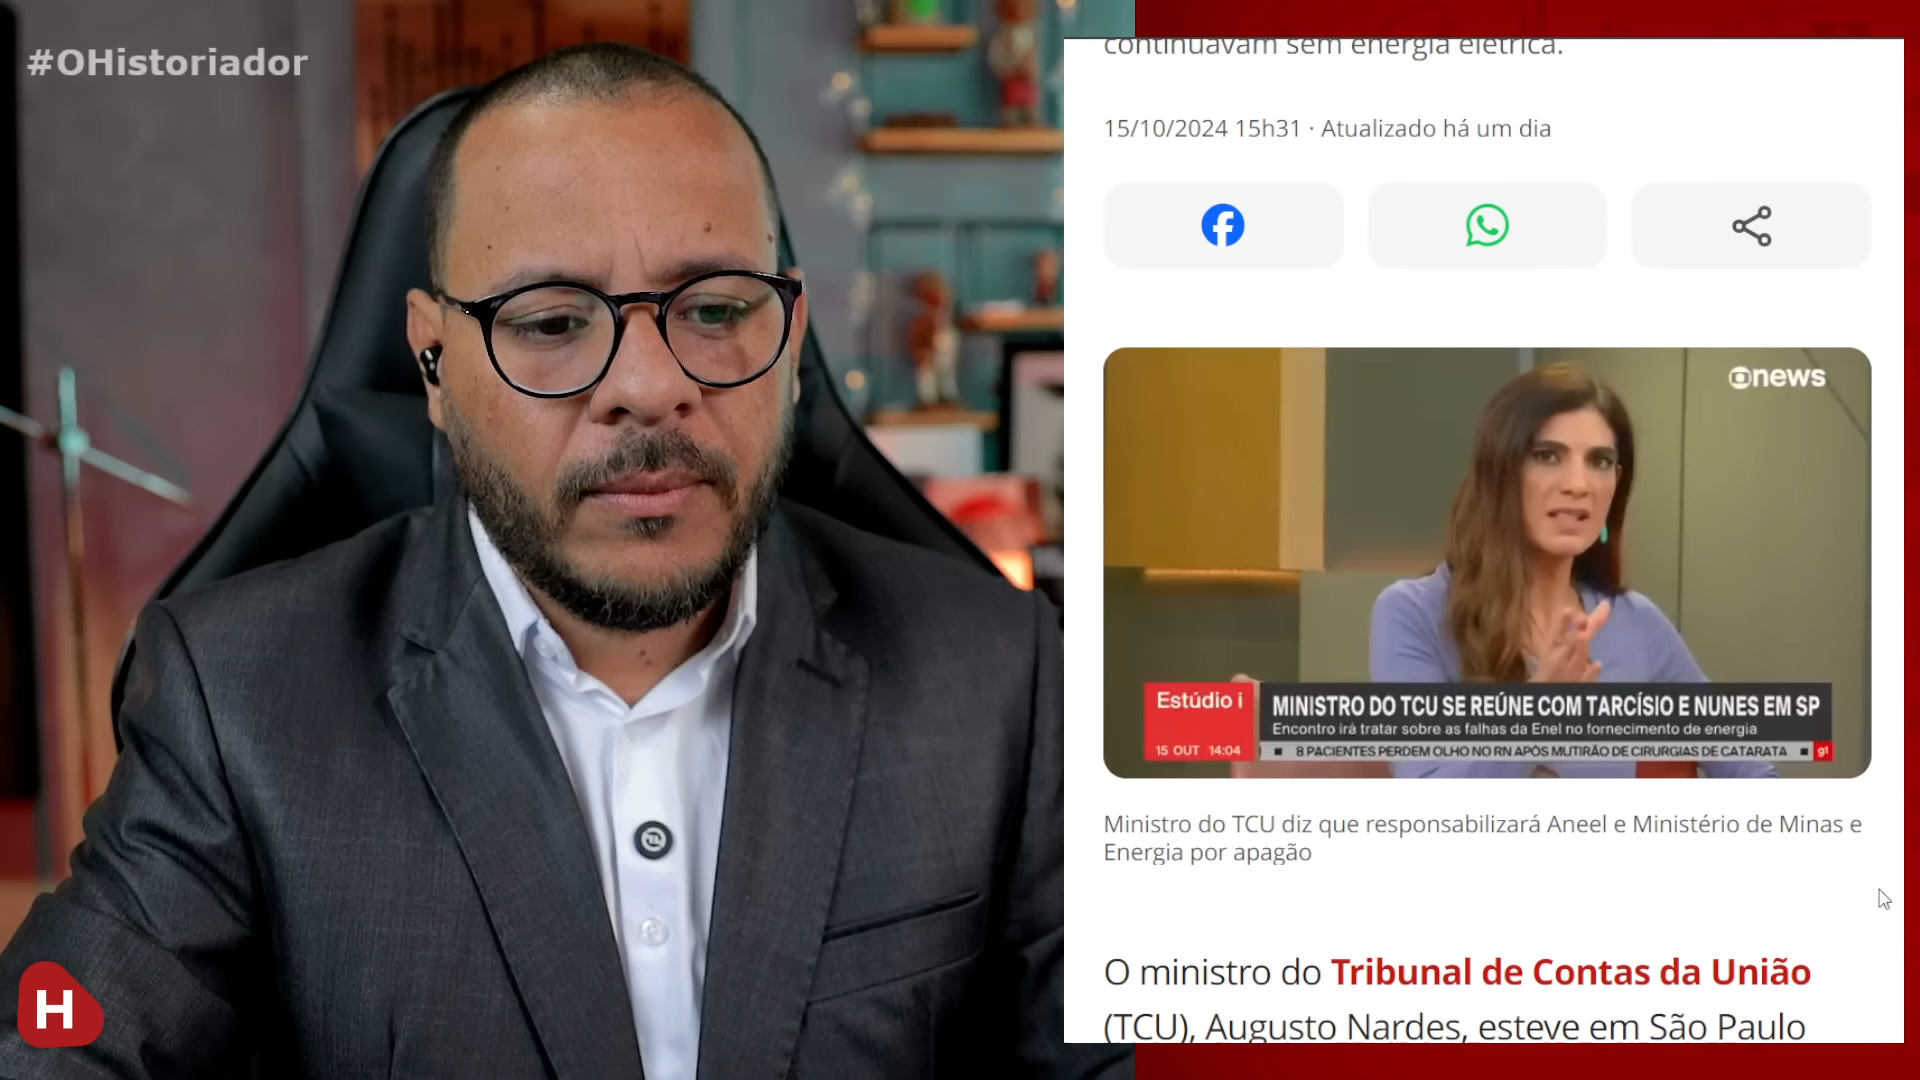 #OHistoriador
continuavam sem energia elétrica.
15/10/2024 15h31 · Atualizado há um dia
news
Estúdio i
MINISTRO DO TCU SE REÚNE COM TARCÍSIO E NUNES EM SP
Encontro irá tratar sobre as falhas da Enel no fornecimento de energia
15 OUT 14:04
8 PACIENTES PERDEM OLHO NO RN APÓS MUTIRÃO DE CIRURGIAS DE CATARATA
g1
Ministro do TCU diz que responsabilizará Aneel e Ministério de Minas e
Energia por apagão
O ministro do Tribunal de Contas da União
(TCU), Augusto Nardes, esteve em São Paulo
H